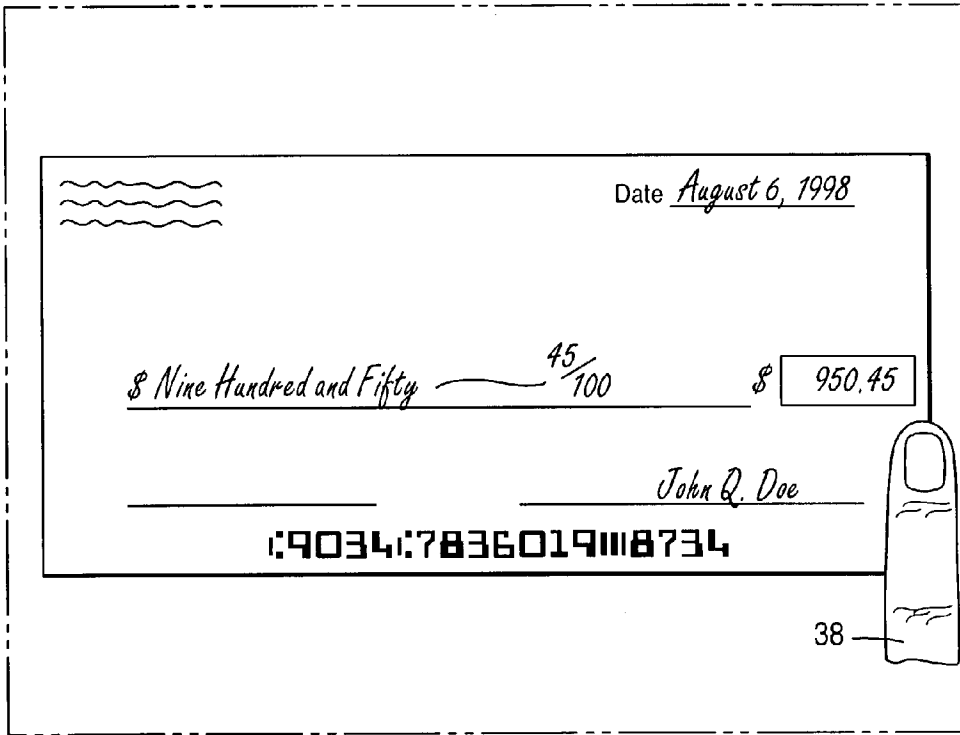 Date August 6, 1998
$ Nine Hundred and Fifty 45/100 $ 950.45
John Q. Doe
⑆9034⑆7836019⑈8734
38